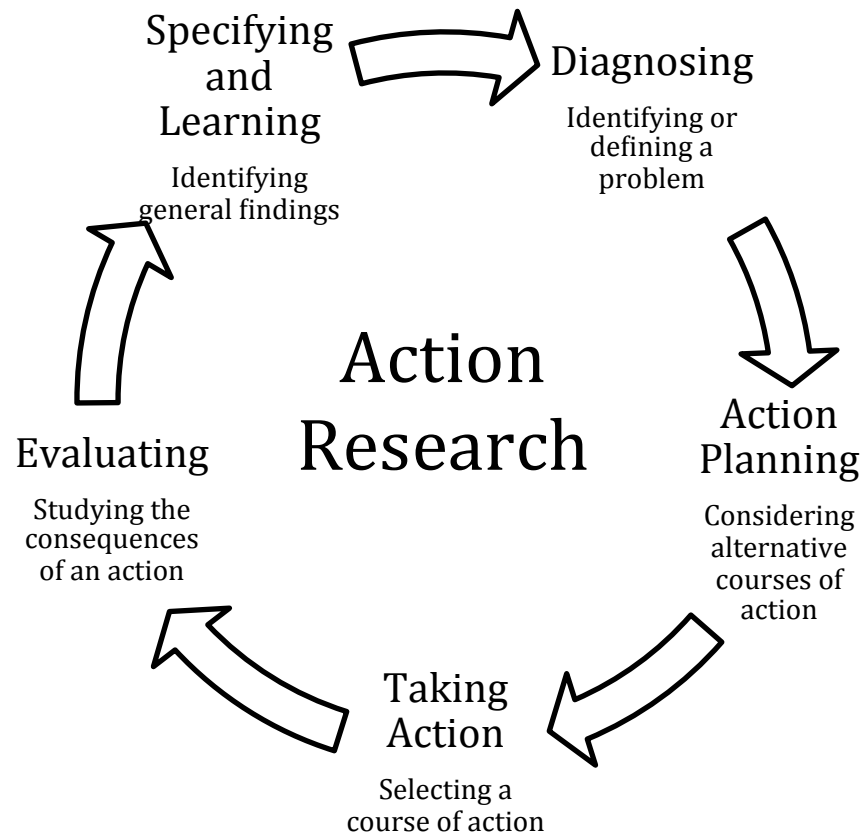 Specifying
and
Learning
Identifying
general findings
Diagnosing
Identifying or
defining a
problem
Action
Research
Action
Planning
Considering
alternative
courses of
action
Evaluating
Studying the
consequences
of an action
Taking
Action
Selecting a
course of action